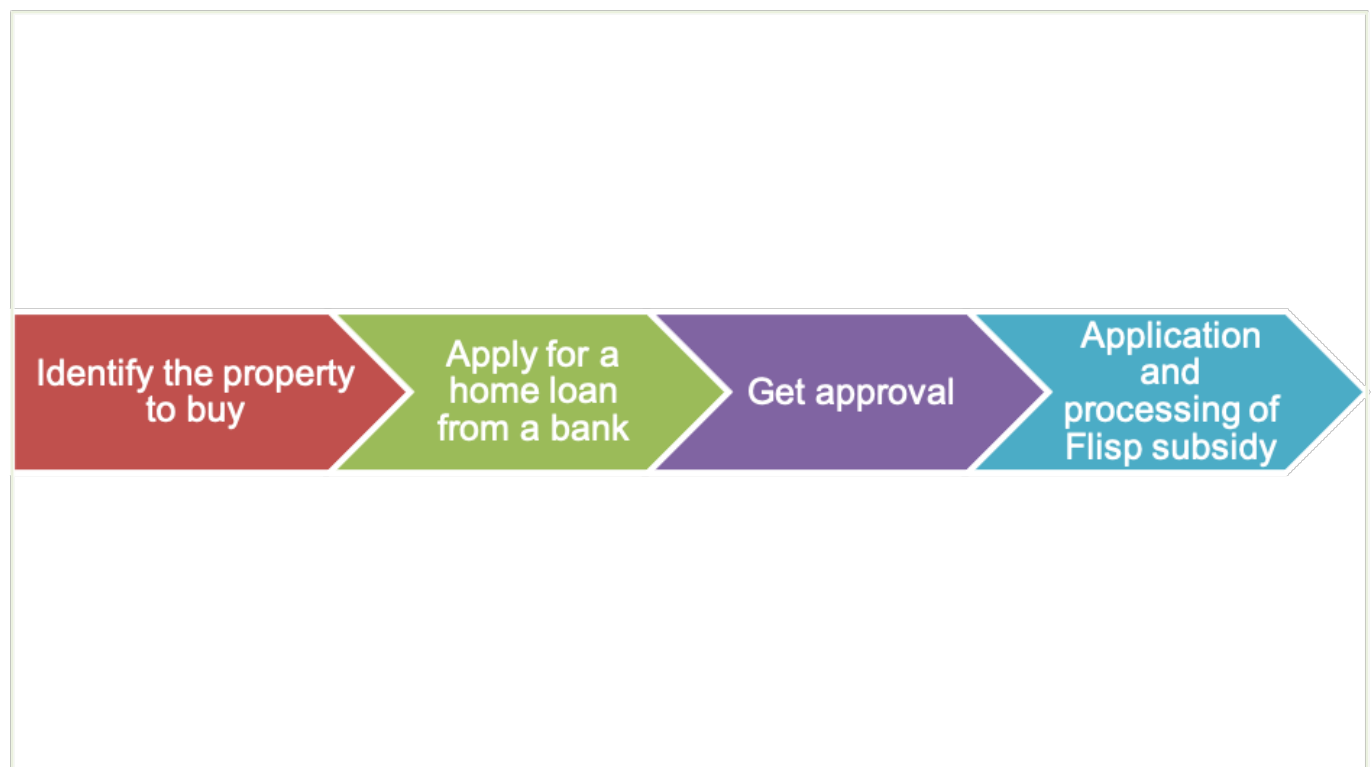 Identify the property
to buy
Apply for a
home loan
from a bank
Get approval
Application
and
processing of
Flisp subsidy